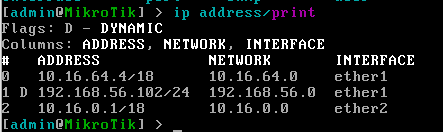 [admin@MikroTik] > ip address/print
Flags: D - DYNAMIC
Columns: ADDRESS, NETWORK, INTERFACE
# ADDRESS NETWORK INTERFACE
0 10.16.64.4/18 10.16.64.0 ether1
1 D 192.168.56.102/24 192.168.56.0 ether1
2 10.16.0.1/18 10.16.0.0 ether2
[admin@MikroTik] >